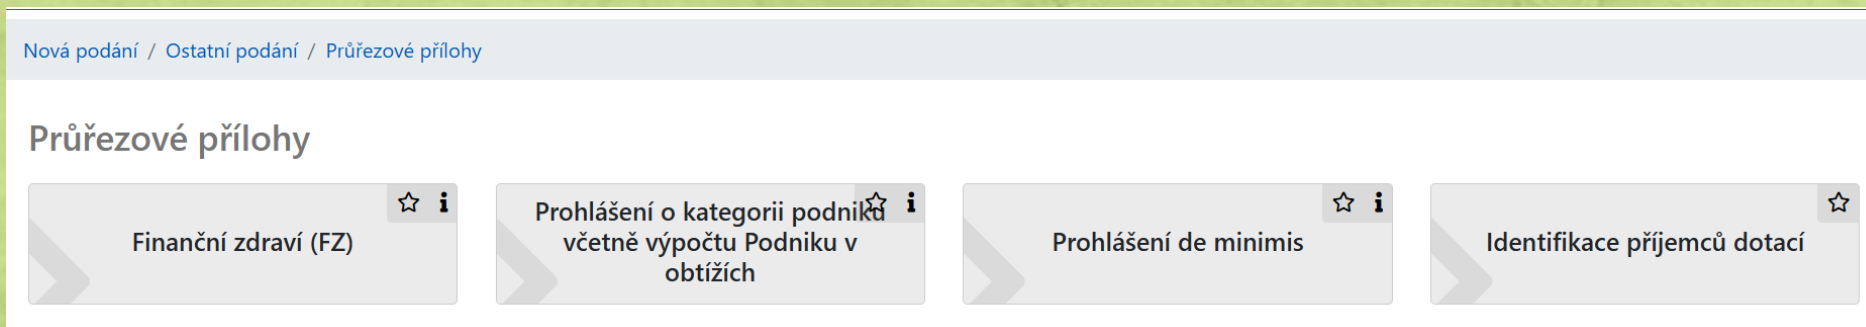 Nová podání / Ostatní podání / Průřezové přílohy
Průřezové přílohy
Finanční zdraví (FZ)
Prohlášení o kategorii podniků
včetně výpočtu Podniku v
obtížích
Prohlášení de minimis
Identifikace příjemců dotací